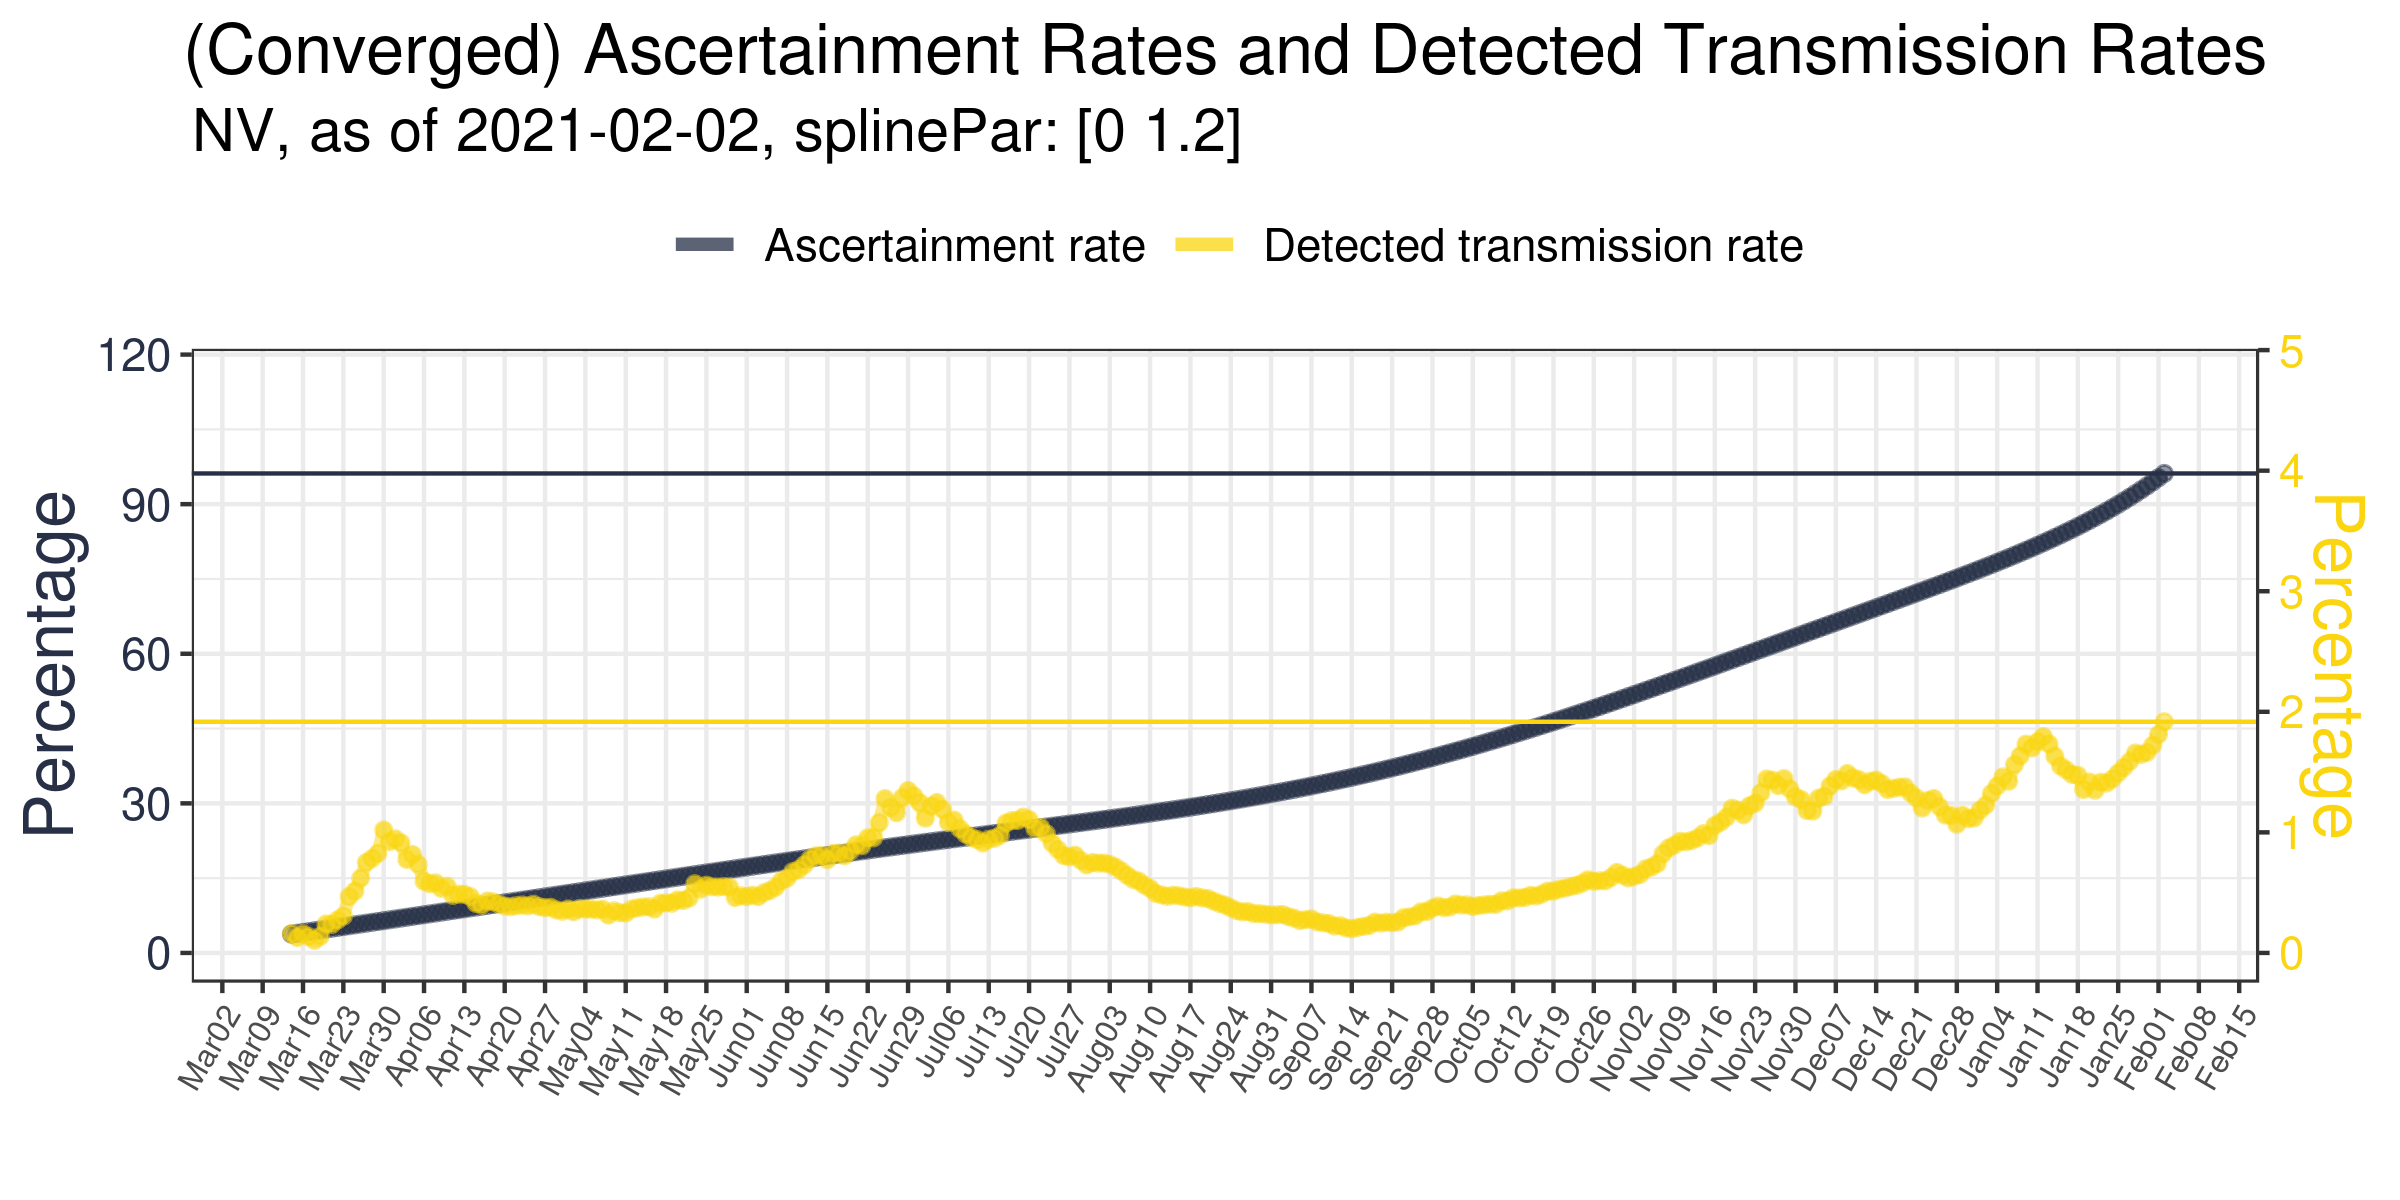 (Converged) Ascertainment Rates and Detected Transmission Rates
NV, as of 2021-02-02, splinePar: [0 1.2]
Ascertainment rate
Detected transmission rate
Percentage
120
90
60
30
0
5
4
3
2
1
0
Percentage
Mar02
Mar09
Mar16
Mar23
Mar30
Apr06
Apr13
Apr20
Apr27
May04
May11
May18
May25
Jun01
Jun08
Jun15
Jun22
Jun29
Jul06
Jul13
Jul20
Jul27
Aug03
Aug10
Aug17
Aug24
Aug31
Sep07
Sep14
Sep21
Sep28
Oct05
Oct12
Oct19
Oct26
Nov02
Nov09
Nov16
Nov23
Nov30
Dec07
Dec14
Dec21
Dec28
Jan04
Jan11
Jan18
Jan25
Feb01
Feb08
Feb15